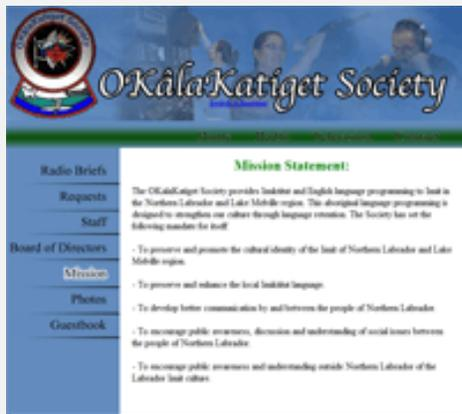 OKâlaKatiget Society
Mission Statement:
Radio Briefs
Requests
Staff
Board of Directors
Mission
Photos
Guestbook
The OKâlaKatiget Society provides Inuktitut and English language programming to Inuit in
the Northern Labrador and Lake Melville region. This aboriginal language programming is
designed to strengthen our culture through language retention. The Society has set the
following mandate for itself:
- To preserve and promote the cultural identity of the Inuit of Northern Labrador and Lake
Melville region.
- To preserve and enhance the local Inuktitut language.
- To develop better communication by and between the people of Northern Labrador.
- To encourage public awareness, discussion and understanding of social issues between
the people of Northern Labrador.
- To encourage public awareness and understanding outside Northern Labrador of the
Labrador Inuit culture.